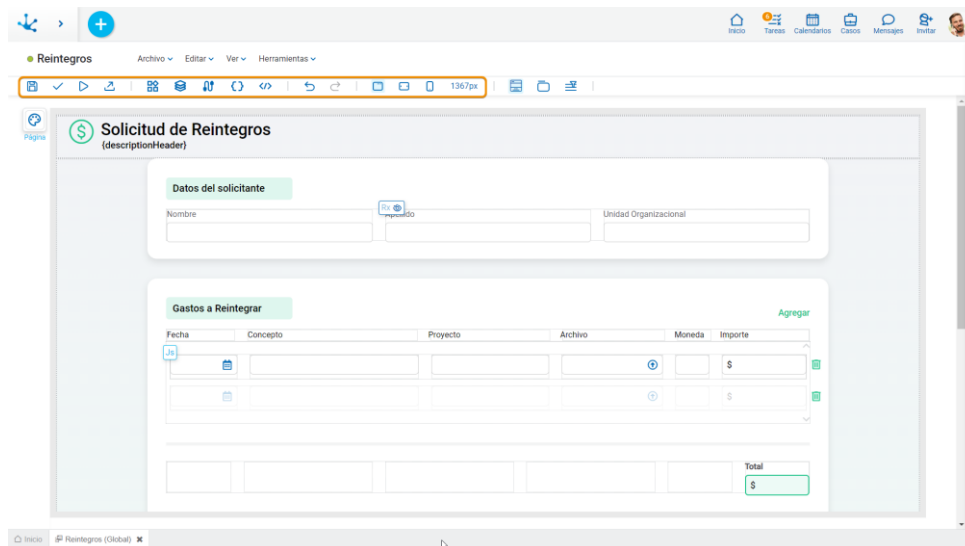 Inicio Tareas Calendarios Casos Mensajes Invitar
Reintegros Archivo Editar Ver Herramientas
1367px
Página
$ Solicitud de Reintegros
{descriptionHeader}
Datos del solicitante
Nombre Apellido Unidad Organizacional
Rx
Gastos a Reintegrar
Agregar
Fecha Concepto Proyecto Archivo Moneda Importe
Js
$
$
Total
$
Inicio Reintegros (Global)